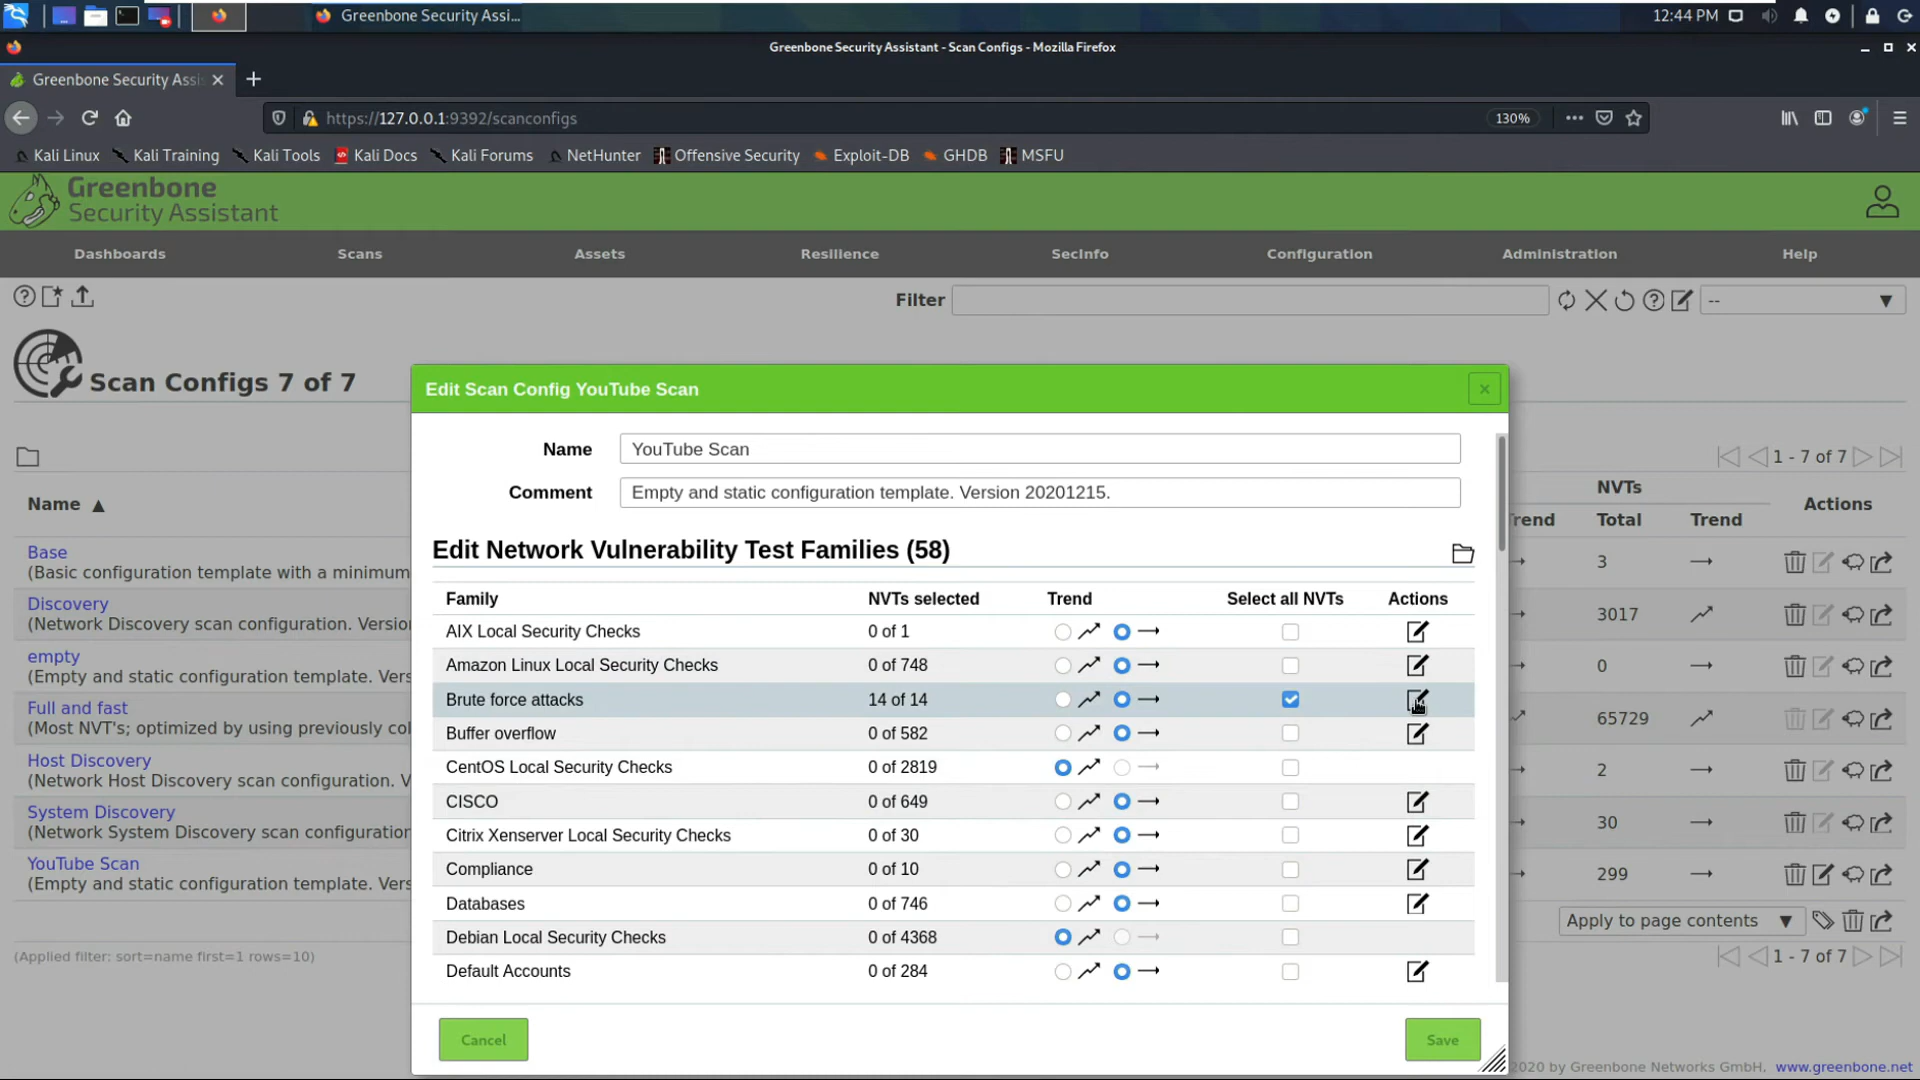 Greenbone Security Assi...
12:44 PM
Greenbone Security Assistant - Scan Configs - Mozilla Firefox
Greenbone Security Assi
https://127.0.0.1:9392/scanconfigs
130%
Kali Linux Kali Training Kali Tools Kali Docs Kali Forums NetHunter Offensive Security Exploit-DB GHDB MSFU
Greenbone
Security Assistant
Dashboards Scans Assets Resilience SecInfo Configuration Administration Help
Filter --
Scan Configs 7 of 7
Edit Scan Config YouTube Scan
Name YouTube Scan
Comment Empty and static configuration template. Version 20201215.
Edit Network Vulnerability Test Families (58)
Family NVTs selected Trend Select all NVTs Actions
AIX Local Security Checks 0 of 1
Amazon Linux Local Security Checks 0 of 748
Brute force attacks 14 of 14
Buffer overflow 0 of 582
CentOS Local Security Checks 0 of 2819
CISCO 0 of 649
Citrix Xenserver Local Security Checks 0 of 30
Compliance 0 of 10
Databases 0 of 746
Debian Local Security Checks 0 of 4368
Default Accounts 0 of 284
Cancel Save
1 - 7 of 7
NVTs
Name Trend Total Trend Actions
Base 3
(Basic configuration template with a minimum
Discovery 3017
(Network Discovery scan configuration. Versio
empty 0
(Empty and static configuration template. Vers
Full and fast 65729
(Most NVT's; optimized by using previously col
Host Discovery 2
(Network Host Discovery scan configuration. V
System Discovery 30
(Network System Discovery scan configuration
YouTube Scan 299
(Empty and static configuration template. Vers
Apply to page contents
(Applied filter: sort=name first=1 rows=10) 1 - 7 of 7
2020 by Greenbone Networks GmbH, www.greenbone.net